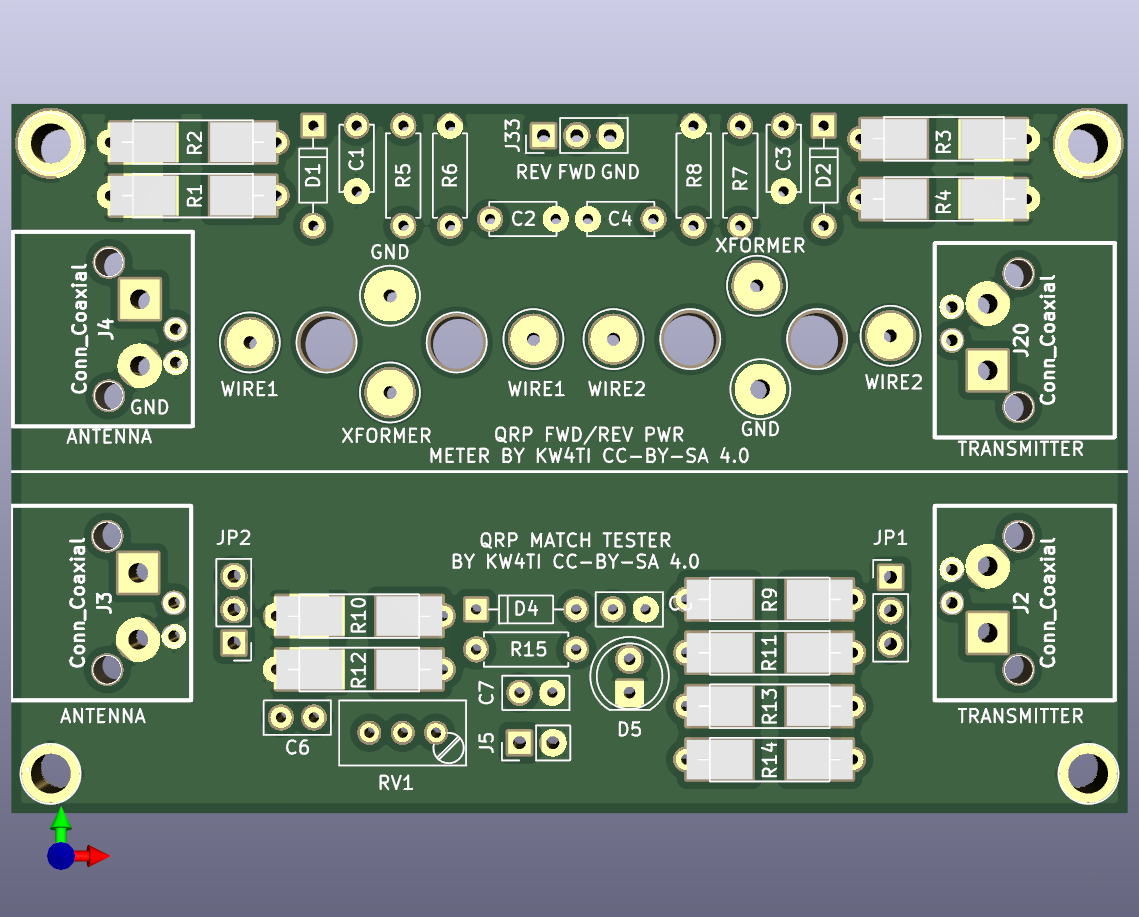 R2
R1
D1
C1
R5
R6
J33
REV FWD GND
C2
C4
R8
R7
C3
D2
R3
R4
GND
XFORMER
Conn_Coaxial
J4
GND
ANTENNA
WIRE1
XFORMER
WIRE1
WIRE2
GND
WIRE2
J20
Conn_Coaxial
TRANSMITTER
QRP FWD/REV PWR
METER BY KW4TI CC-BY-SA 4.0
QRP MATCH TESTER
BY KW4TI CC-BY-SA 4.0
JP2
JP1
Conn_Coaxial
J3
ANTENNA
R10
R12
C6
RV1
D4
R15
C7
J5
D5
R9
R11
R13
R14
J2
Conn_Coaxial
TRANSMITTER